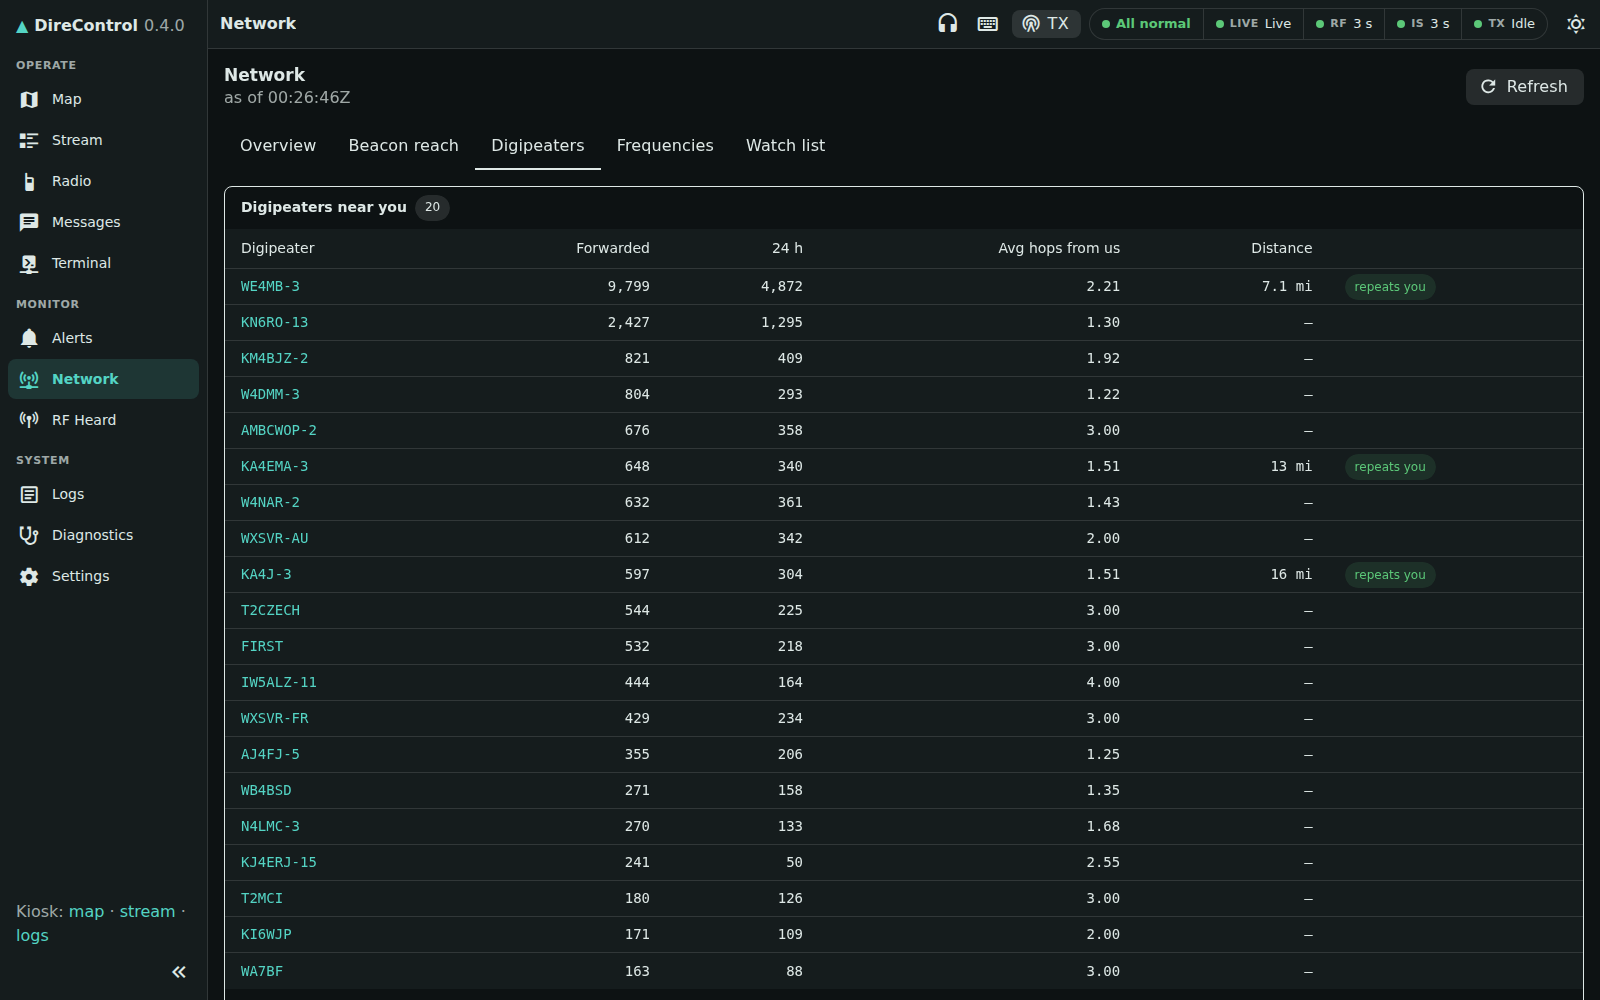 ▲ DireControl 0.4.0
OPERATE
Map
Stream
Radio
Messages
Terminal
MONITOR
Alerts
Network
RF Heard
SYSTEM
Logs
Diagnostics
Settings
Kiosk: map · stream ·
logs
Network
TX
All normal
LIVE Live
RF 3 s
IS 3 s
TX Idle
Network
as of 00:26:46Z
Refresh
Overview Beacon reach Digipeaters Frequencies Watch list
Digipeaters near you 20
Digipeater Forwarded 24 h Avg hops from us Distance
WE4MB-3 9,799 4,872 2.21 7.1 mi repeats you
KN6RO-13 2,427 1,295 1.30 —
KM4BJZ-2 821 409 1.92 —
W4DMM-3 804 293 1.22 —
AMBCWOP-2 676 358 3.00 —
KA4EMA-3 648 340 1.51 13 mi repeats you
W4NAR-2 632 361 1.43 —
WXSVR-AU 612 342 2.00 —
KA4J-3 597 304 1.51 16 mi repeats you
T2CZECH 544 225 3.00 —
FIRST 532 218 3.00 —
IW5ALZ-11 444 164 4.00 —
WXSVR-FR 429 234 3.00 —
AJ4FJ-5 355 206 1.25 —
WB4BSD 271 158 1.35 —
N4LMC-3 270 133 1.68 —
KJ4ERJ-15 241 50 2.55 —
T2MCI 180 126 3.00 —
KI6WJP 171 109 2.00 —
WA7BF 163 88 3.00 —